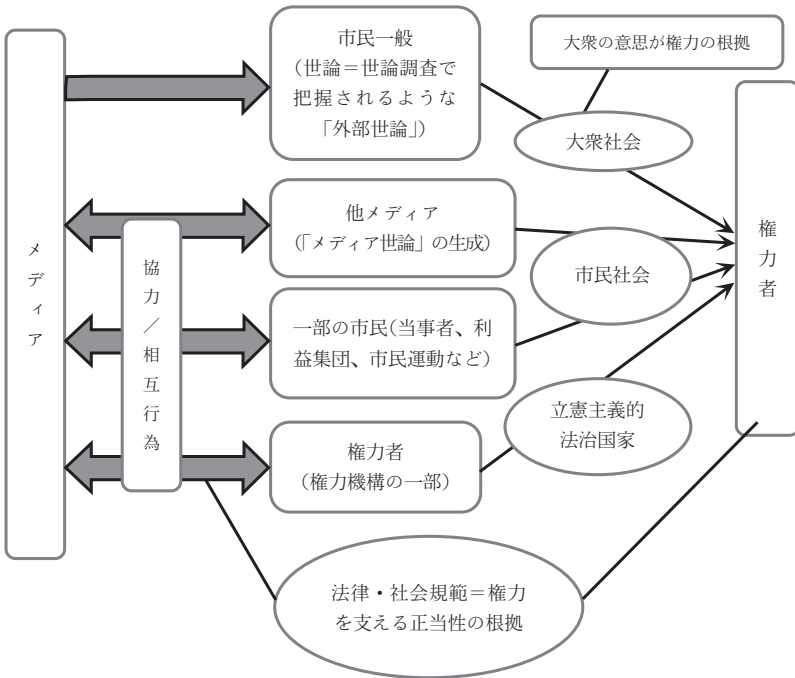 メディア
協力／相互行為
市民一般
（世論＝世論調査で
把握されるような
「外部世論」）
他メディア
（「メディア世論」の生成）
一部の市民（当事者、利
益集団、市民運動など）
権力者
（権力機構の一部）
大衆の意思が権力の根拠
大衆社会
市民社会
立憲主義的
法治国家
法律・社会規範＝権力
を支える正当性の根拠
権力者